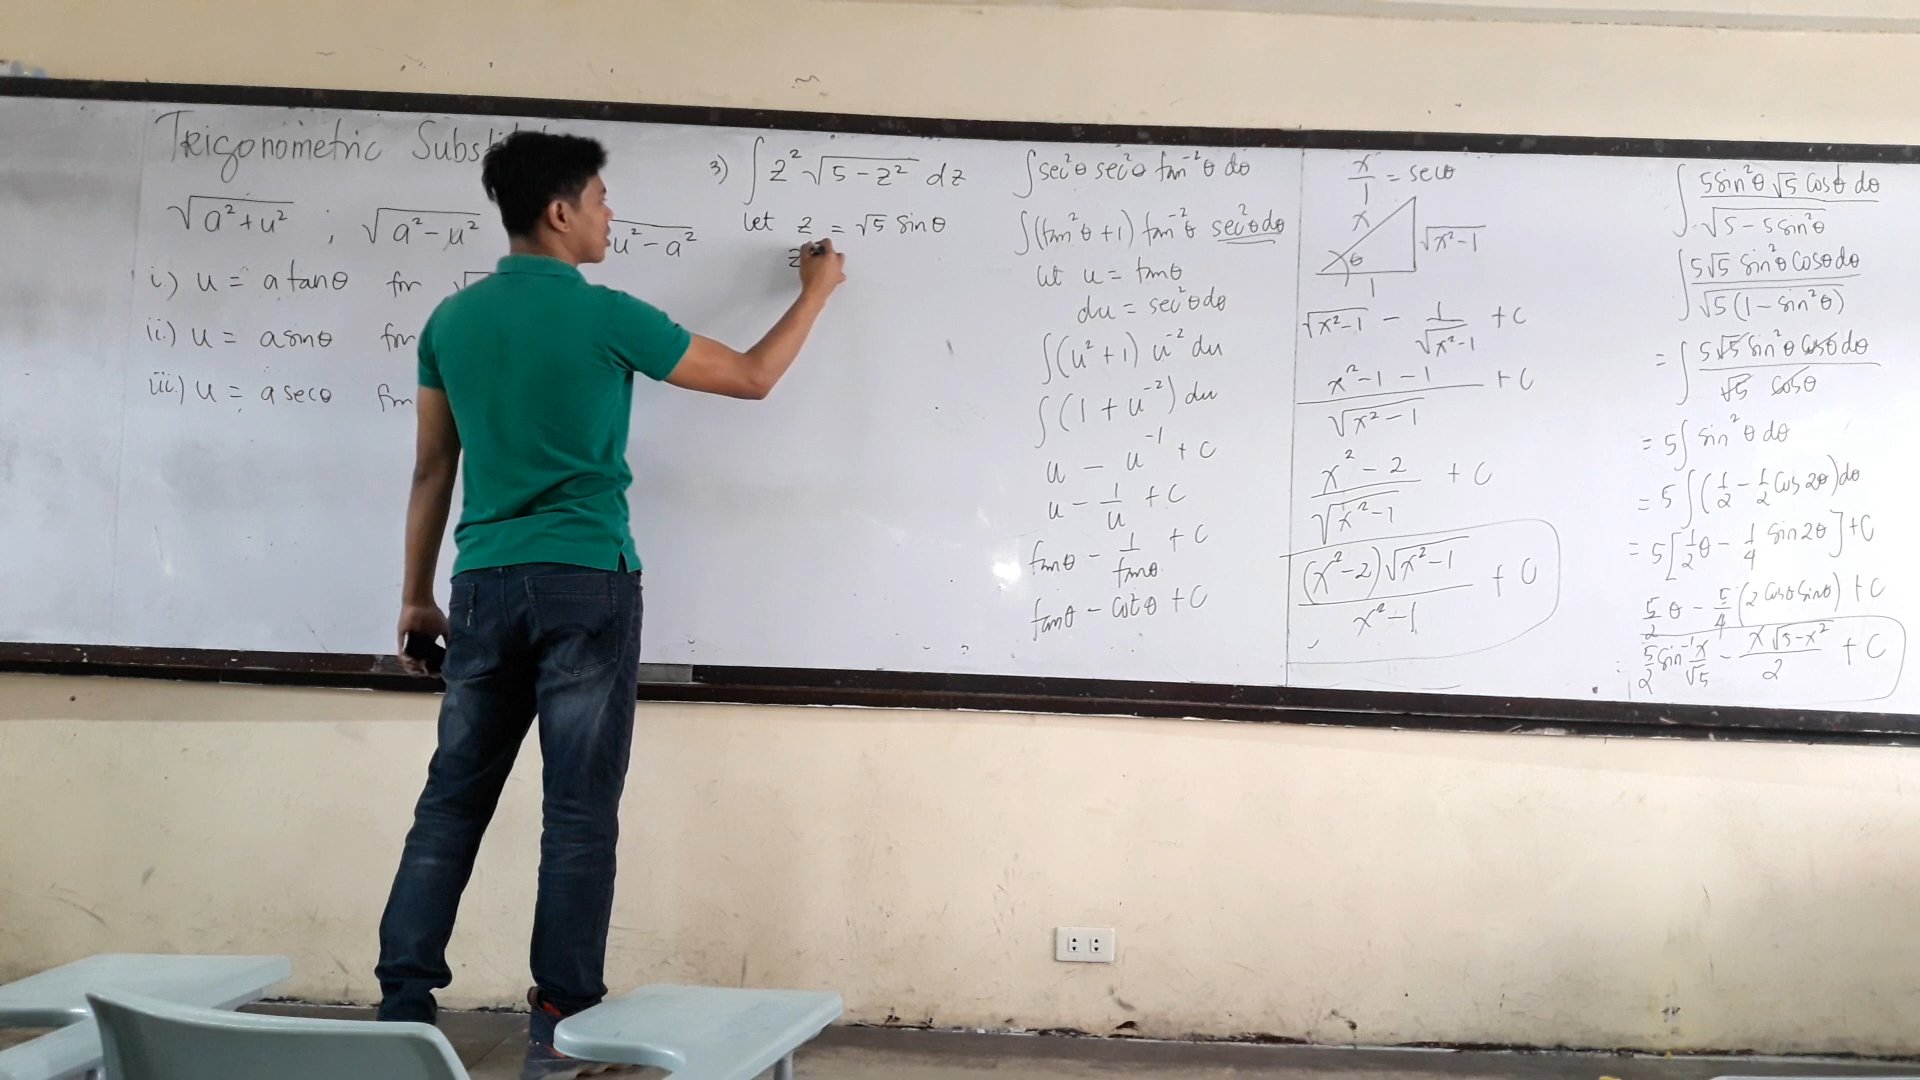 Trigonometric Subst
√(a²+u²) ; √(a²-u²) u²-a²
i.) u = a tanθ for √
ii.) u = a sinθ for
iii.) u = a secθ for
3) ∫ z² √(5-z²) dz
let z = √5 sinθ
z
∫ sec²θ sec²θ tan⁻²θ dθ
∫ (tan²θ + 1) tan⁻²θ sec²θ dθ
let u = tanθ
du = sec²θ dθ
∫ (u² + 1) u⁻² du
∫ (1 + u⁻²) du
u - u⁻¹ + C
u - 1/u + C
tanθ - 1/tanθ + C
tanθ - cotθ + C
x/1 = secθ
x
√(x²-1)
θ
1
√(x²-1) - 1/√(x²-1) + C
(x²-1-1)/√(x²-1) + C
(x²-2)/√(x²-1) + C
(x²-2)√(x²-1)/(x²-1) + C
∫ 5sin²θ √5 cosθ dθ / √(5-5sin²θ)
∫ 5√5 sin²θ cosθ dθ / √(5(1-sin²θ))
= ∫ 5√5 sin²θ cosθ dθ / √5 cosθ
= 5∫ sin²θ dθ
= 5∫ (1/2 - 1/2 cos 2θ) dθ
= 5[1/2 θ - 1/4 sin 2θ] + C
5/2 θ - 5/4 (2 cosθ sinθ) + C
5/2 sin⁻¹ x/√5 - x√(5-x²)/2 + C